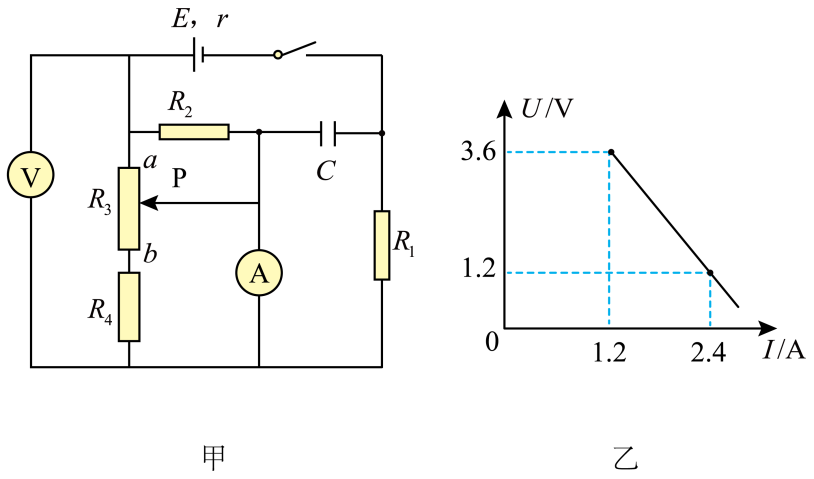 E, r
R₂
C
a
P
V
R₃
b
A
R₁
R₄
甲
U/V
3.6
1.2
0
1.2
2.4
I/A
乙